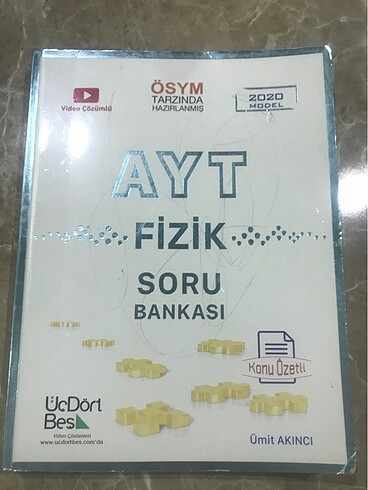 Video Çözümlü
ÖSYM
TARZINDA
HAZIRLANMIŞ
2020
MODEL
AYT
FİZİK
SORU
BANKASI
Konu Özetli
ÜçDört
Beş
Video Çözümleri
www.ucdortbes.com'da
Ümit AKINCI